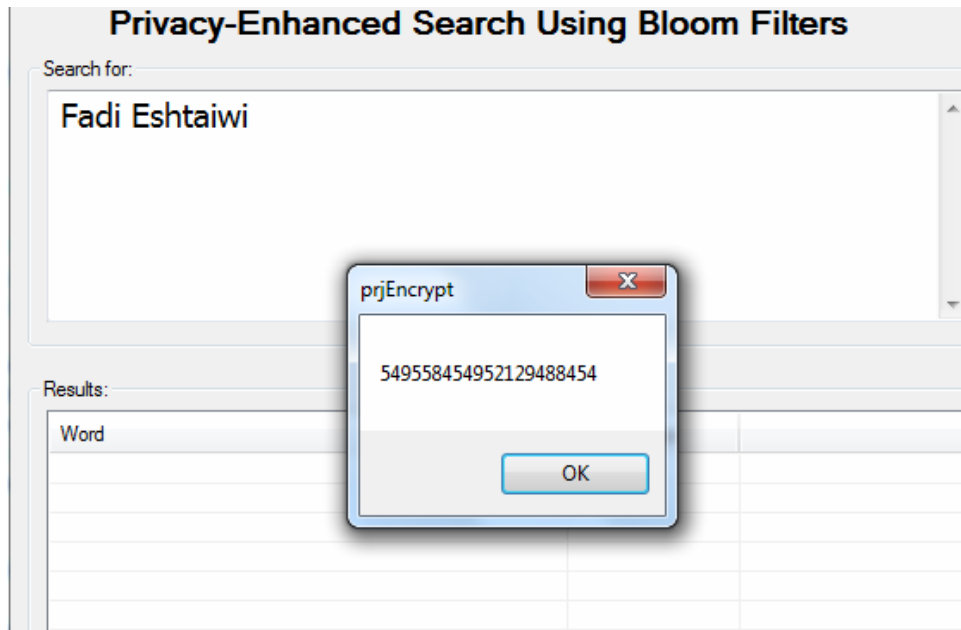 Privacy-Enhanced Search Using Bloom Filters
Search for:
Fadi Eshtaiwi
prjEncrypt
549558454952129488454
OK
Results:
Word